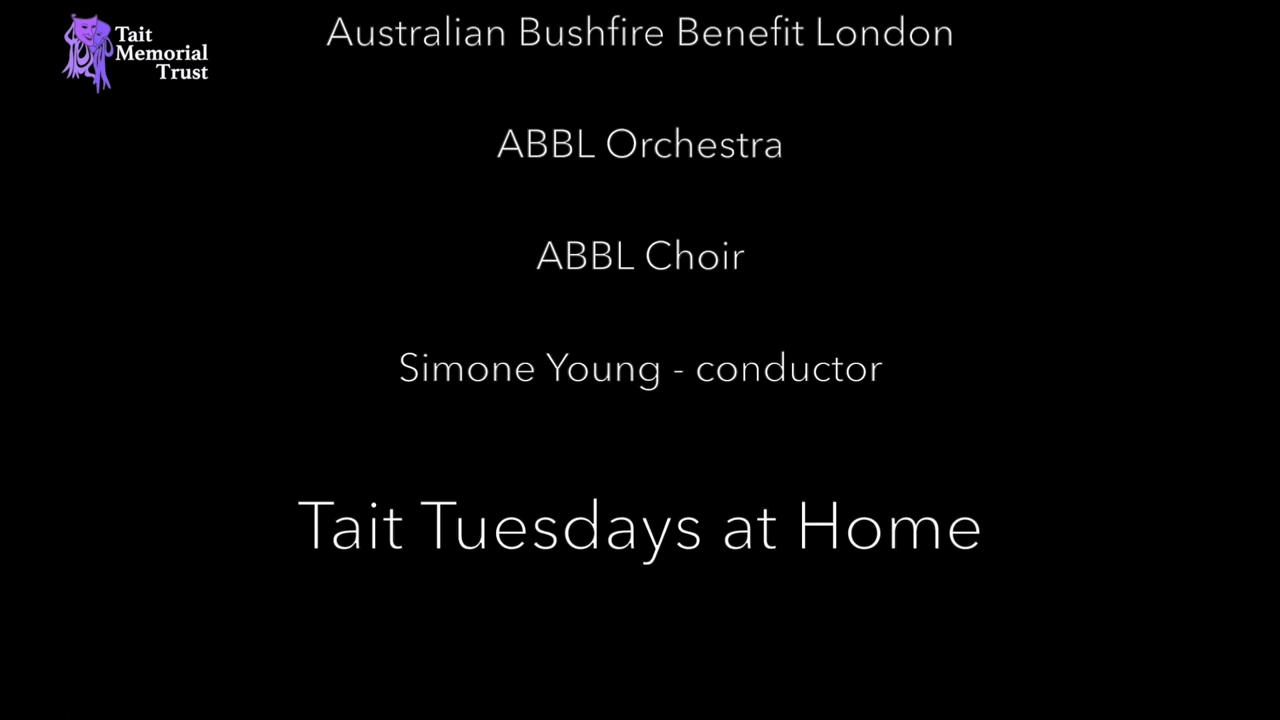 Tait
Memorial
Trust
Australian Bushfire Benefit London
ABBL Orchestra
ABBL Choir
Simone Young - conductor
Tait Tuesdays at Home